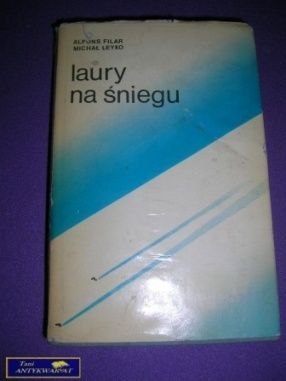 ALFONS FILAR
MICHAŁ LEYKO
laury
na śniegu
Tani
ANTYKWARIAT